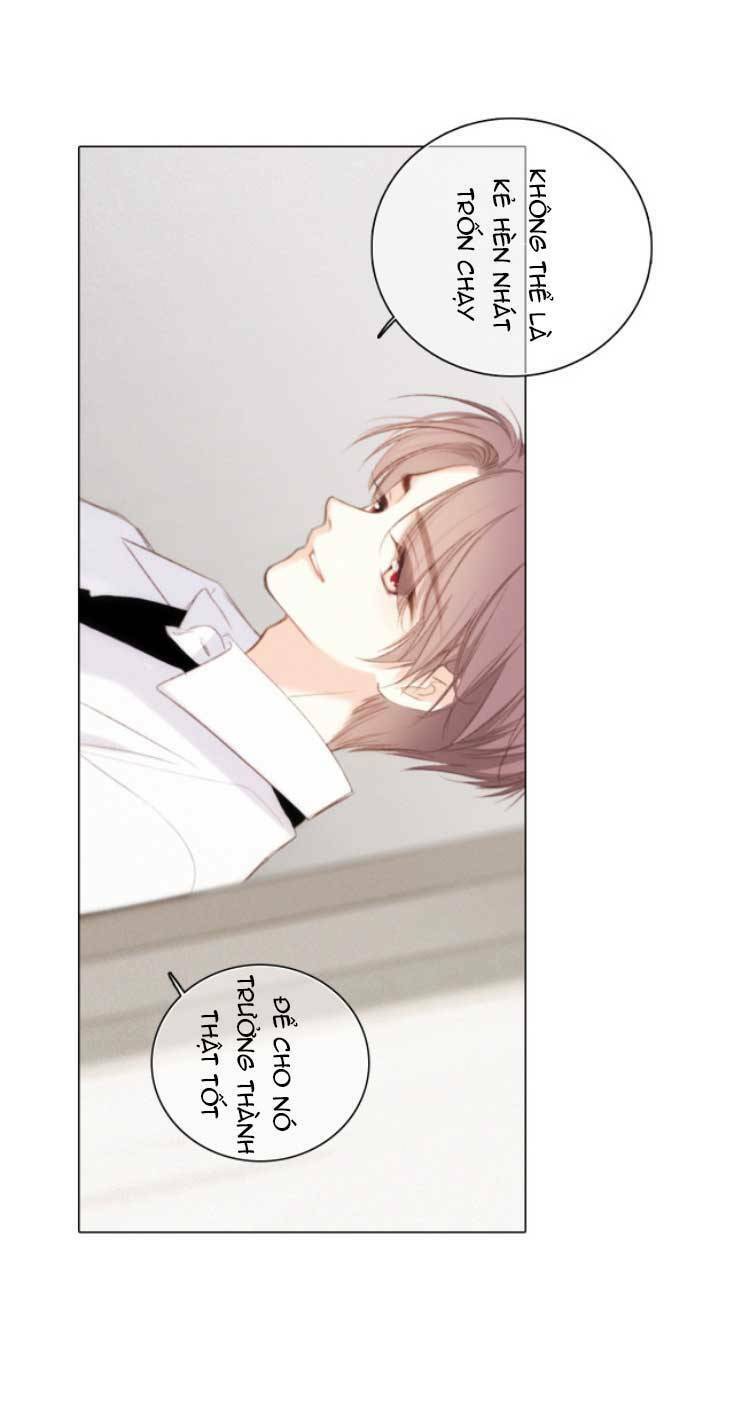 KHÔNG THỂ LÀ
KẺ HÈN NHÁT
TRỐN CHẠY
ĐỂ CHO NÓ
TRƯỞNG THÀNH
THẬT TỐT